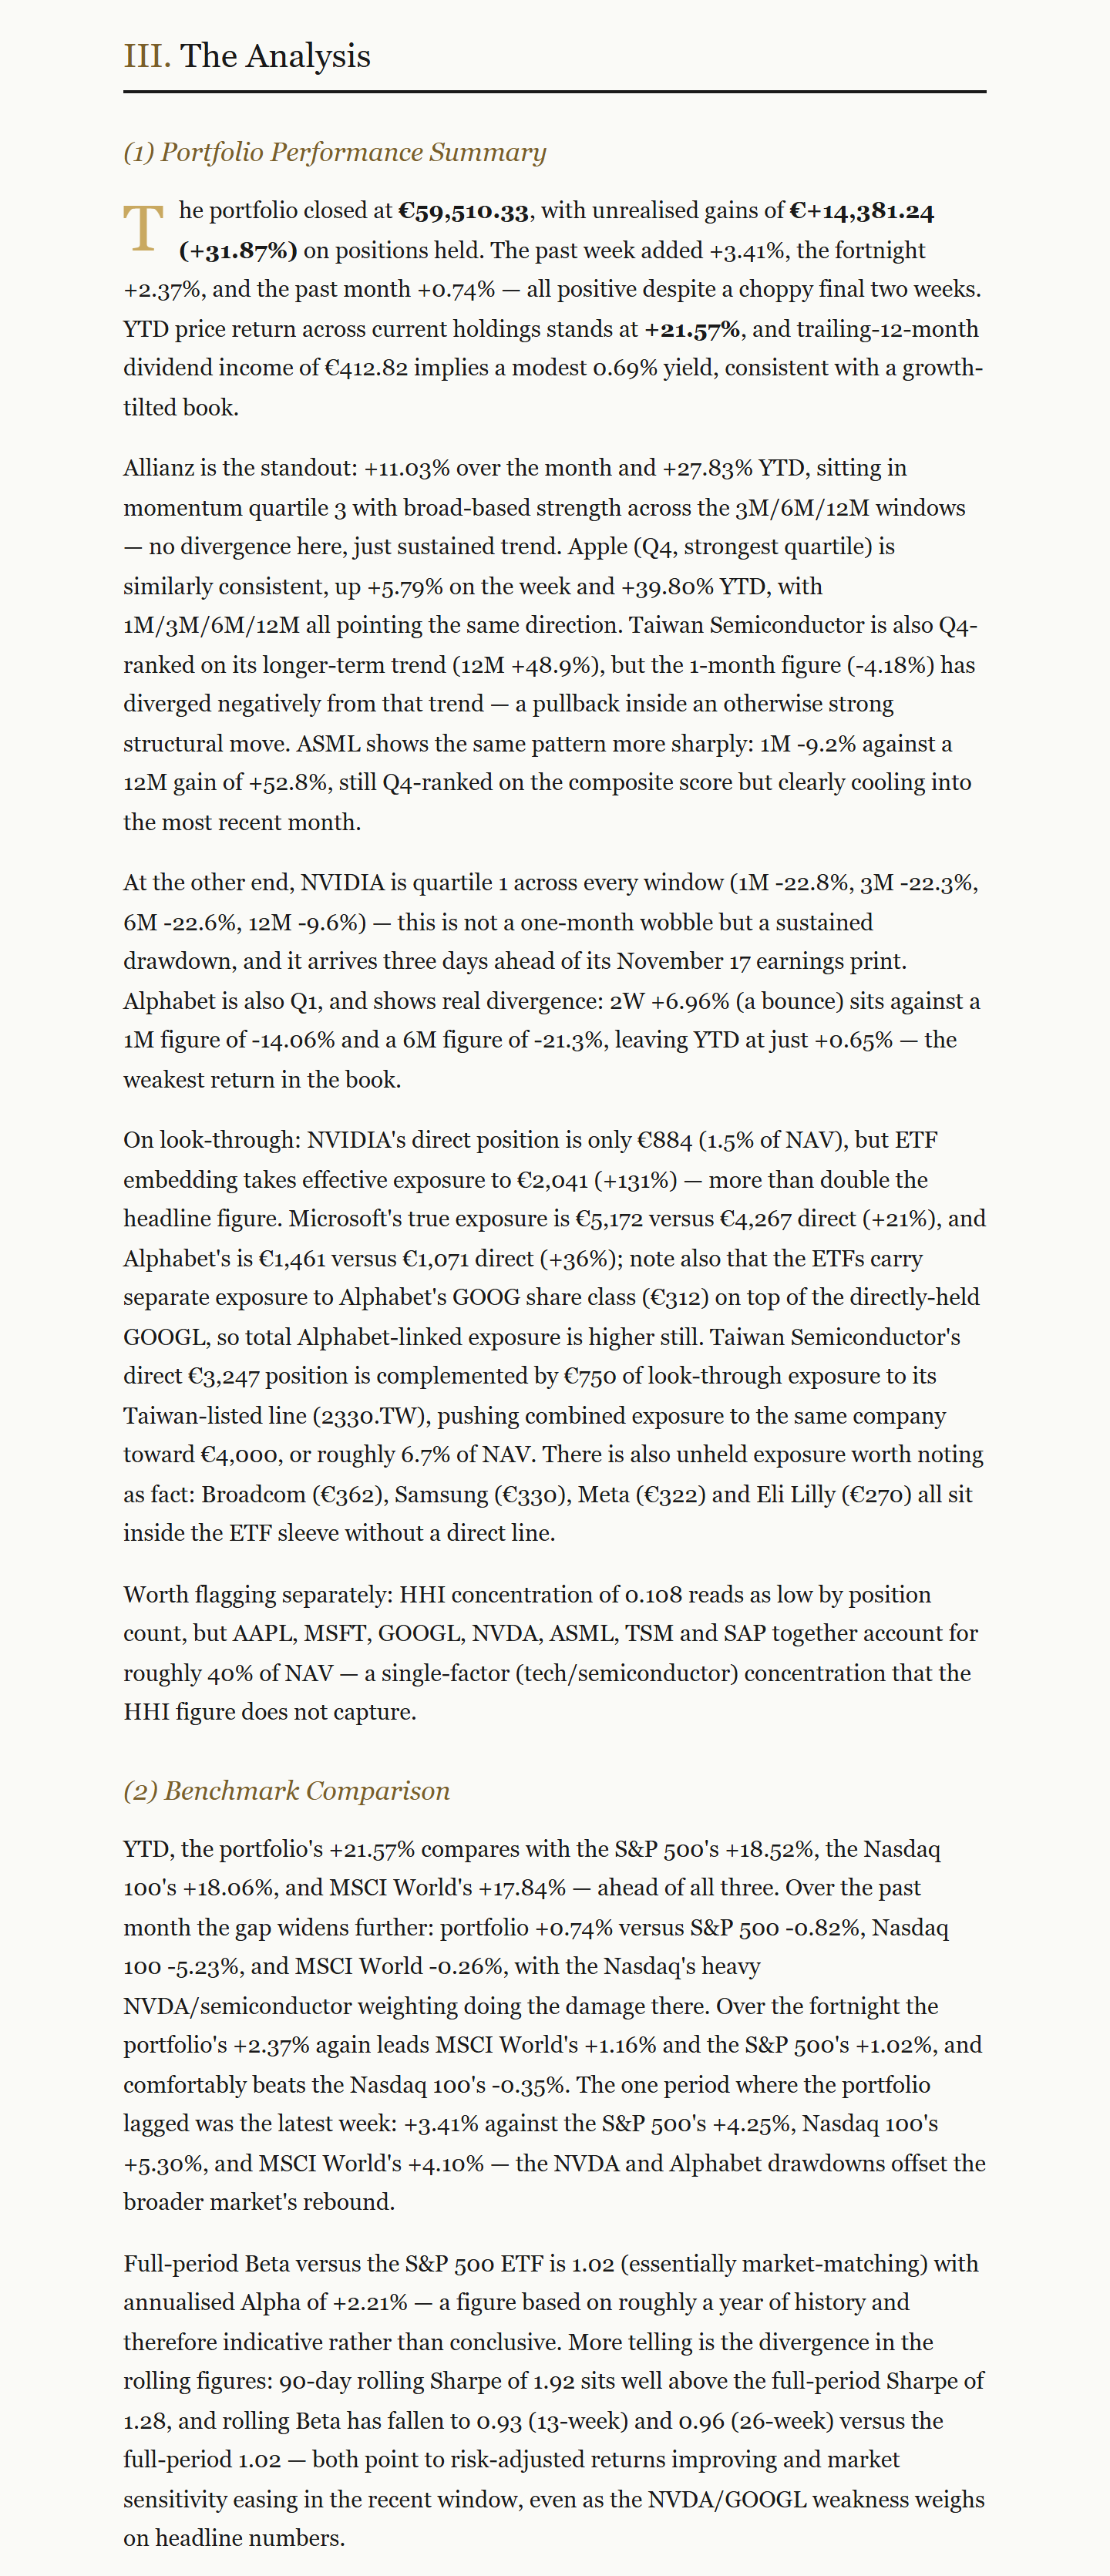 III. The Analysis
(1) Portfolio Performance Summary
The portfolio closed at €59,510.33, with unrealised gains of €+14,381.24
(+31.87%) on positions held. The past week added +3.41%, the fortnight
+2.37%, and the past month +0.74% — all positive despite a choppy final two weeks.
YTD price return across current holdings stands at +21.57%, and trailing-12-month
dividend income of €412.82 implies a modest 0.69% yield, consistent with a growth-
tilted book.
Allianz is the standout: +11.03% over the month and +27.83% YTD, sitting in
momentum quartile 3 with broad-based strength across the 3M/6M/12M windows
— no divergence here, just sustained trend. Apple (Q4, strongest quartile) is
similarly consistent, up +5.79% on the week and +39.80% YTD, with
1M/3M/6M/12M all pointing the same direction. Taiwan Semiconductor is also Q4-
ranked on its longer-term trend (12M +48.9%), but the 1-month figure (-4.18%) has
diverged negatively from that trend — a pullback inside an otherwise strong
structural move. ASML shows the same pattern more sharply: 1M -9.2% against a
12M gain of +52.8%, still Q4-ranked on the composite score but clearly cooling into
the most recent month.
At the other end, NVIDIA is quartile 1 across every window (1M -22.8%, 3M -22.3%,
6M -22.6%, 12M -9.6%) — this is not a one-month wobble but a sustained
drawdown, and it arrives three days ahead of its November 17 earnings print.
Alphabet is also Q1, and shows real divergence: 2W +6.96% (a bounce) sits against a
1M figure of -14.06% and a 6M figure of -21.3%, leaving YTD at just +0.65% — the
weakest return in the book.
On look-through: NVIDIA's direct position is only €884 (1.5% of NAV), but ETF
embedding takes effective exposure to €2,041 (+131%) — more than double the
headline figure. Microsoft's true exposure is €5,172 versus €4,267 direct (+21%), and
Alphabet's is €1,461 versus €1,071 direct (+36%); note also that the ETFs carry
separate exposure to Alphabet's GOOG share class (€312) on top of the directly-held
GOOGL, so total Alphabet-linked exposure is higher still. Taiwan Semiconductor's
direct €3,247 position is complemented by €750 of look-through exposure to its
Taiwan-listed line (2330.TW), pushing combined exposure to the same company
toward €4,000, or roughly 6.7% of NAV. There is also unheld exposure worth noting
as fact: Broadcom (€362), Samsung (€330), Meta (€322) and Eli Lilly (€270) all sit
inside the ETF sleeve without a direct line.
Worth flagging separately: HHI concentration of 0.108 reads as low by position
count, but AAPL, MSFT, GOOGL, NVDA, ASML, TSM and SAP together account for
roughly 40% of NAV — a single-factor (tech/semiconductor) concentration that the
HHI figure does not capture.
(2) Benchmark Comparison
YTD, the portfolio's +21.57% compares with the S&P 500's +18.52%, the Nasdaq
100's +18.06%, and MSCI World's +17.84% — ahead of all three. Over the past
month the gap widens further: portfolio +0.74% versus S&P 500 -0.82%, Nasdaq
100 -5.23%, and MSCI World -0.26%, with the Nasdaq's heavy
NVDA/semiconductor weighting doing the damage there. Over the fortnight the
portfolio's +2.37% again leads MSCI World's +1.16% and the S&P 500's +1.02%, and
comfortably beats the Nasdaq 100's -0.35%. The one period where the portfolio
lagged was the latest week: +3.41% against the S&P 500's +4.25%, Nasdaq 100's
+5.30%, and MSCI World's +4.10% — the NVDA and Alphabet drawdowns offset the
broader market's rebound.
Full-period Beta versus the S&P 500 ETF is 1.02 (essentially market-matching) with
annualised Alpha of +2.21% — a figure based on roughly a year of history and
therefore indicative rather than conclusive. More telling is the divergence in the
rolling figures: 90-day rolling Sharpe of 1.92 sits well above the full-period Sharpe of
1.28, and rolling Beta has fallen to 0.93 (13-week) and 0.96 (26-week) versus the
full-period 1.02 — both point to risk-adjusted returns improving and market
sensitivity easing in the recent window, even as the NVDA/GOOGL weakness weighs
on headline numbers.